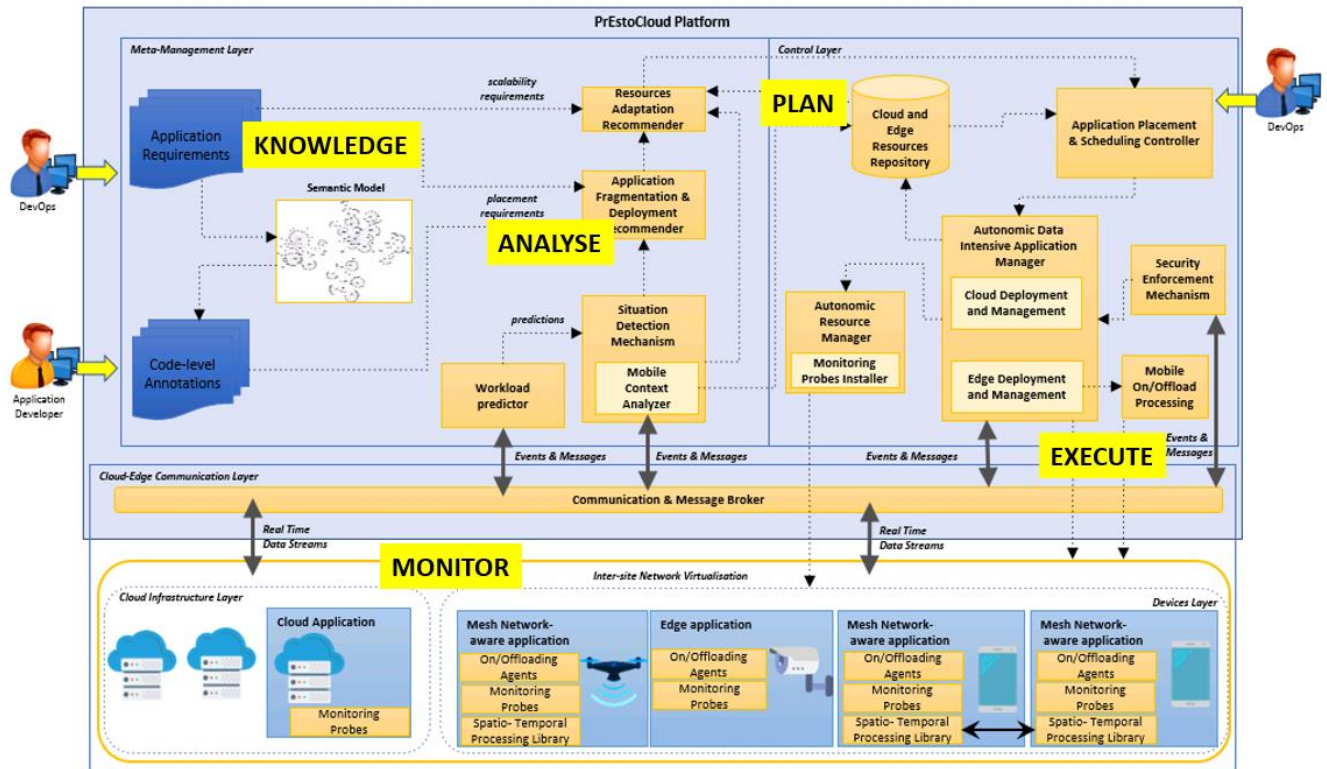 PrEstoCloud Platform
Meta-Management Layer
Control Layer
DevOps
Application
Requirements
KNOWLEDGE
scalability
requirements
Resources
Adaptation
Recommender
PLAN
Cloud and
Edge
Resources
Repository
Application Placement
& Scheduling Controller
DevOps
Semantic Model
placement
requirements
Application
Fragmentation &
Deployment
Recommender
ANALYSE
Autonomic Data
Intensive Application
Manager
Cloud Deployment
and Management
Edge Deployment
and Management
Security
Enforcement
Mechanism
Application
Developer
Code-level
Annotations
predictions
Workload
predictor
Situation
Detection
Mechanism
Mobile
Context
Analyzer
Autonomic
Resource
Manager
Monitoring
Probes Installer
Mobile
On/Offload
Processing
Events & Messages
Events & Messages
Events & Messages
EXECUTE
Events &
Messages
Cloud-Edge Communication Layer
Communication & Message Broker
Real Time
Data Streams
Real Time
Data Streams
MONITOR
Inter-site Network Virtualisation
Cloud Infrastructure Layer
Devices Layer
Cloud Application
Monitoring
Probes
Mesh Network-
aware application
On/Offloading
Agents
Monitoring
Probes
Spatio- Temporal
Processing Library
Edge application
On/Offloading
Agents
Monitoring
Probes
Mesh Network-
aware application
On/Offloading
Agents
Monitoring
Probes
Spatio- Temporal
Processing Library
Mesh Network-
aware application
On/Offloading
Agents
Monitoring
Probes
Spatio- Temporal
Processing Library